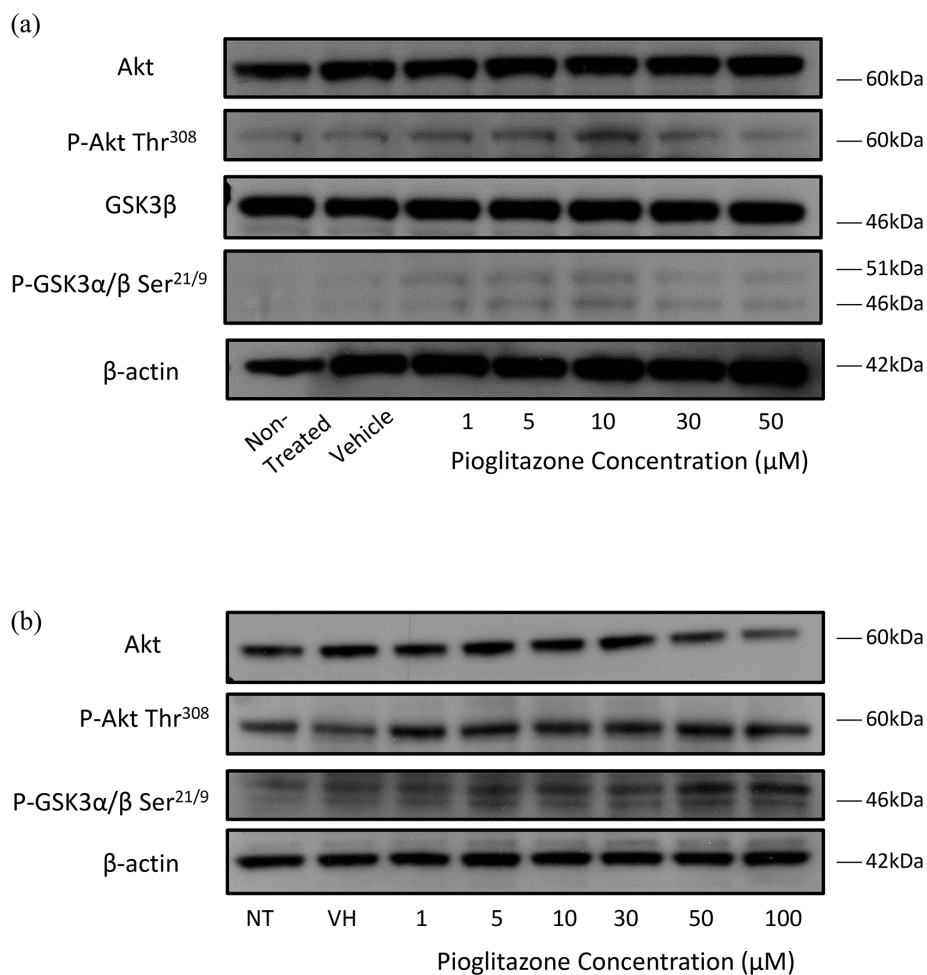 (a)
Akt
60kDa
P-Akt Thr³⁰⁸
60kDa
GSK3β
46kDa
P-GSK3α/β Ser²¹/⁹
51kDa
46kDa
β-actin
42kDa
Non-
Treated
Vehicle
1 5 10 30 50
Pioglitazone Concentration (μM)
(b)
Akt
60kDa
P-Akt Thr³⁰⁸
60kDa
P-GSK3α/β Ser²¹/⁹
46kDa
β-actin
42kDa
NT VH 1 5 10 30 50 100
Pioglitazone Concentration (μM)